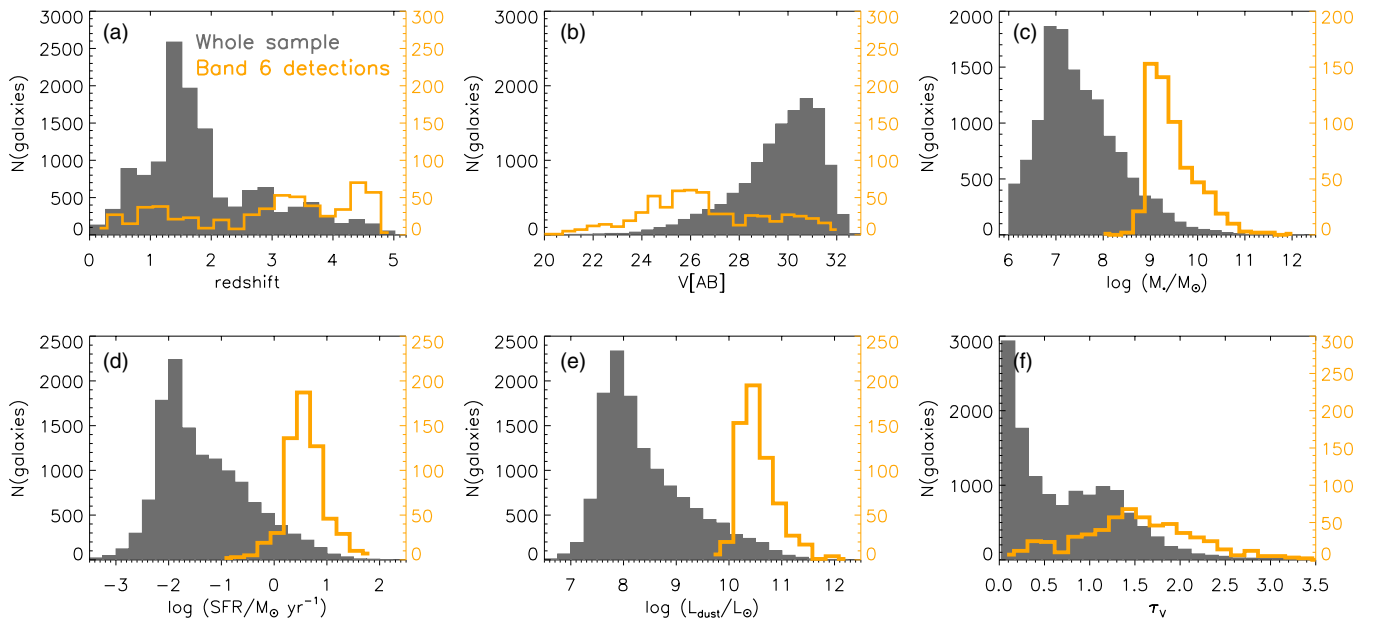 (a)
Whole sample
Band 6 detections
N(galaxies)
3000
2500
2000
1500
1000
500
0
300
250
200
150
100
50
0
0 1 2 3 4 5
redshift
(b)
N(galaxies)
3000
2000
1000
0
300
250
200
150
100
50
0
20 22 24 26 28 30 32
V[AB]
(c)
N(galaxies)
2000
1500
1000
500
0
200
150
100
50
0
6 7 8 9 10 11 12
log (M*/M☉)
(d)
N(galaxies)
2500
2000
1500
1000
500
0
250
200
150
100
50
0
−3 −2 −1 0 1 2
log (SFR/M☉ yr⁻¹)
(e)
N(galaxies)
2500
2000
1500
1000
500
0
250
200
150
100
50
0
7 8 9 10 11 12
log (Ldust/L☉)
(f)
N(galaxies)
3000
2000
1000
0
300
250
200
150
100
50
0
0.0 0.5 1.0 1.5 2.0 2.5 3.0 3.5
τV